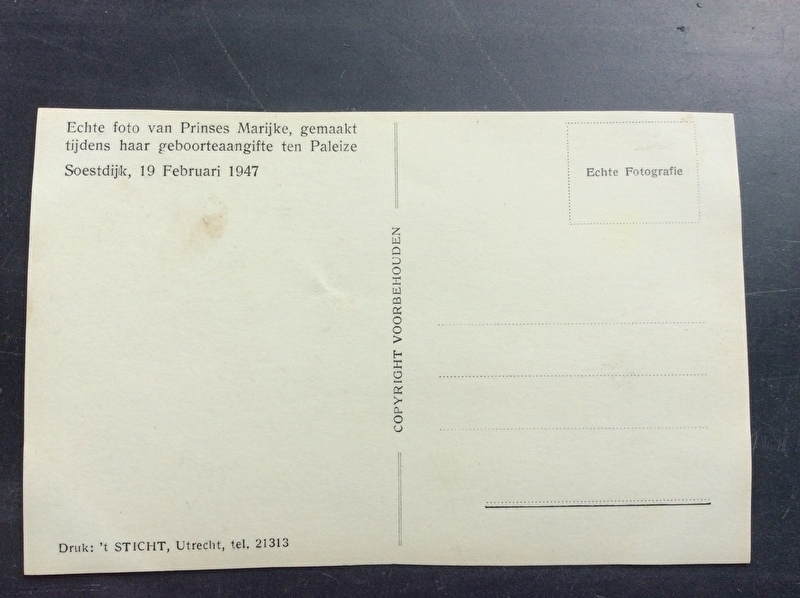 Echte foto van Prinses Marijke, gemaakt
tijdens haar geboorteaangifte ten Paleize
Soestdijk, 19 Februari 1947
Druk: 't STICHT, Utrecht, tel. 21313
COPYRIGHT VOORBEHOUDEN
Echte Fotografie